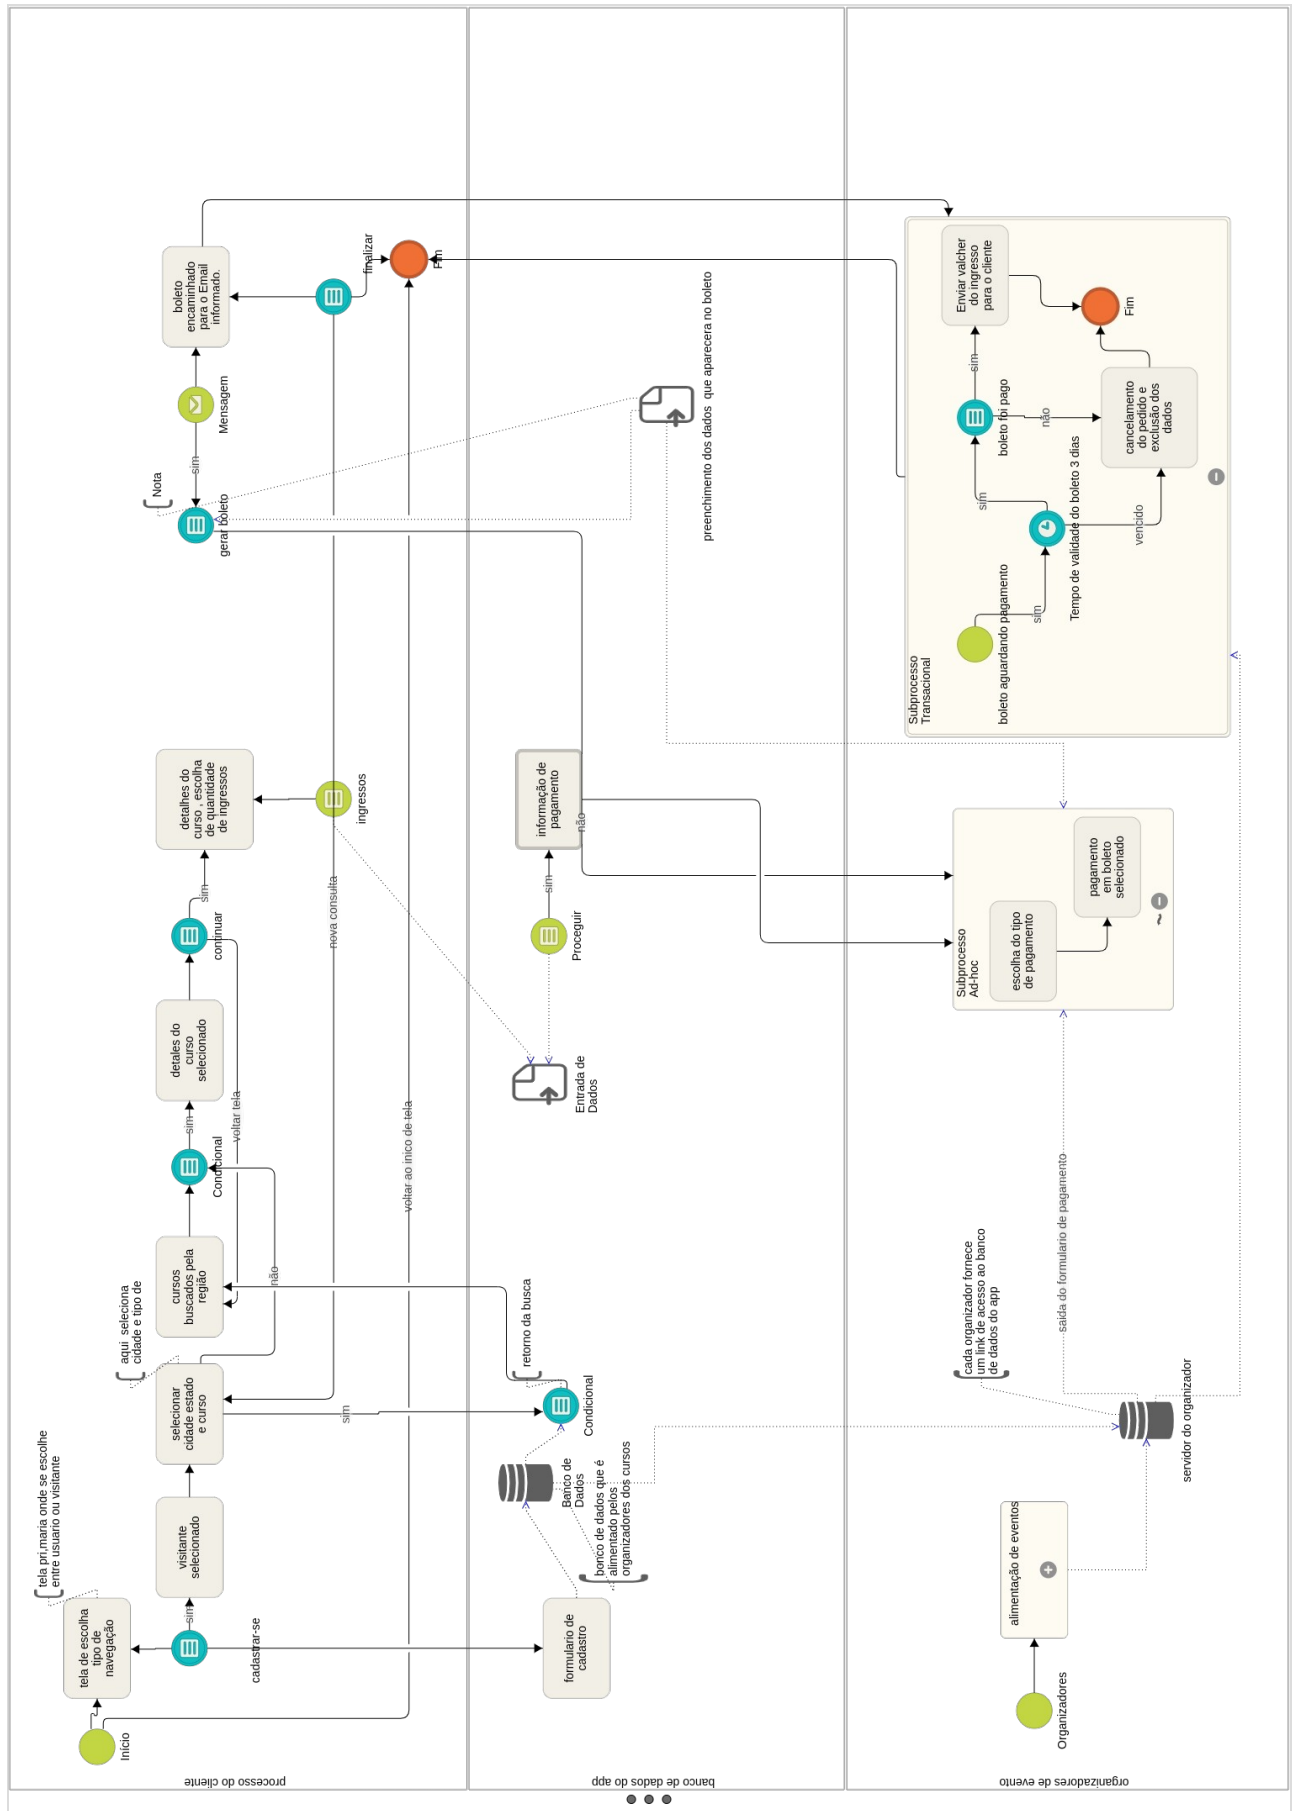 processo do cliente
Início
tela de escolha
tipo de
navegação
tela pri,maria onde se escolhe
entre usuario ou visitante
cadastrar-se
sim
visitante
selecionado
selecionar
cidade estado
e curso
aqui seleciona
cidade e tipo de
sim
não
cursos
buscados pela
região
Condicional
sim
detales do
curso
selecionado
voltar tela
continuar
sim
detalhes do
curso , escolha
de quantidade
de ingressos
ingressos
nova consulta
voltar ao inico de tela
gerar boleto
Nota
sim
Mensagem
boleto
encaminhado
para o Email
informado.
finalizar
Fim
banco de dados do app
formulario de
cadastro
Banco de
Dados
bonco de dados que é
alimentado pelos
organizadores dos cursos
Condicional
retorno da busca
Entrada de
Dados
Proceguir
sim
informação de
pagamento
não
preenchimento dos dados que aparecera no boleto
organizadores de evento
Organizadores
alimentação de eventos
servidor do organizador
cada organizador fornece
um link de acesso ao banco
de dados do app
saida do formulario de pagamento
Subprocesso
Ad-hoc
escolha do tipo
de pagamento
pagamento
em boleto
selecionado
Subprocesso
Transacional
boleto aguardando pagamento
sim
Tempo de validade do boleto 3 dias
sim
vencido
boleto foi pago
sim
não
Enviar valcher
do ingresso
para o cliente
cancelamento
do pedido e
exclusão dos
dados
Fim